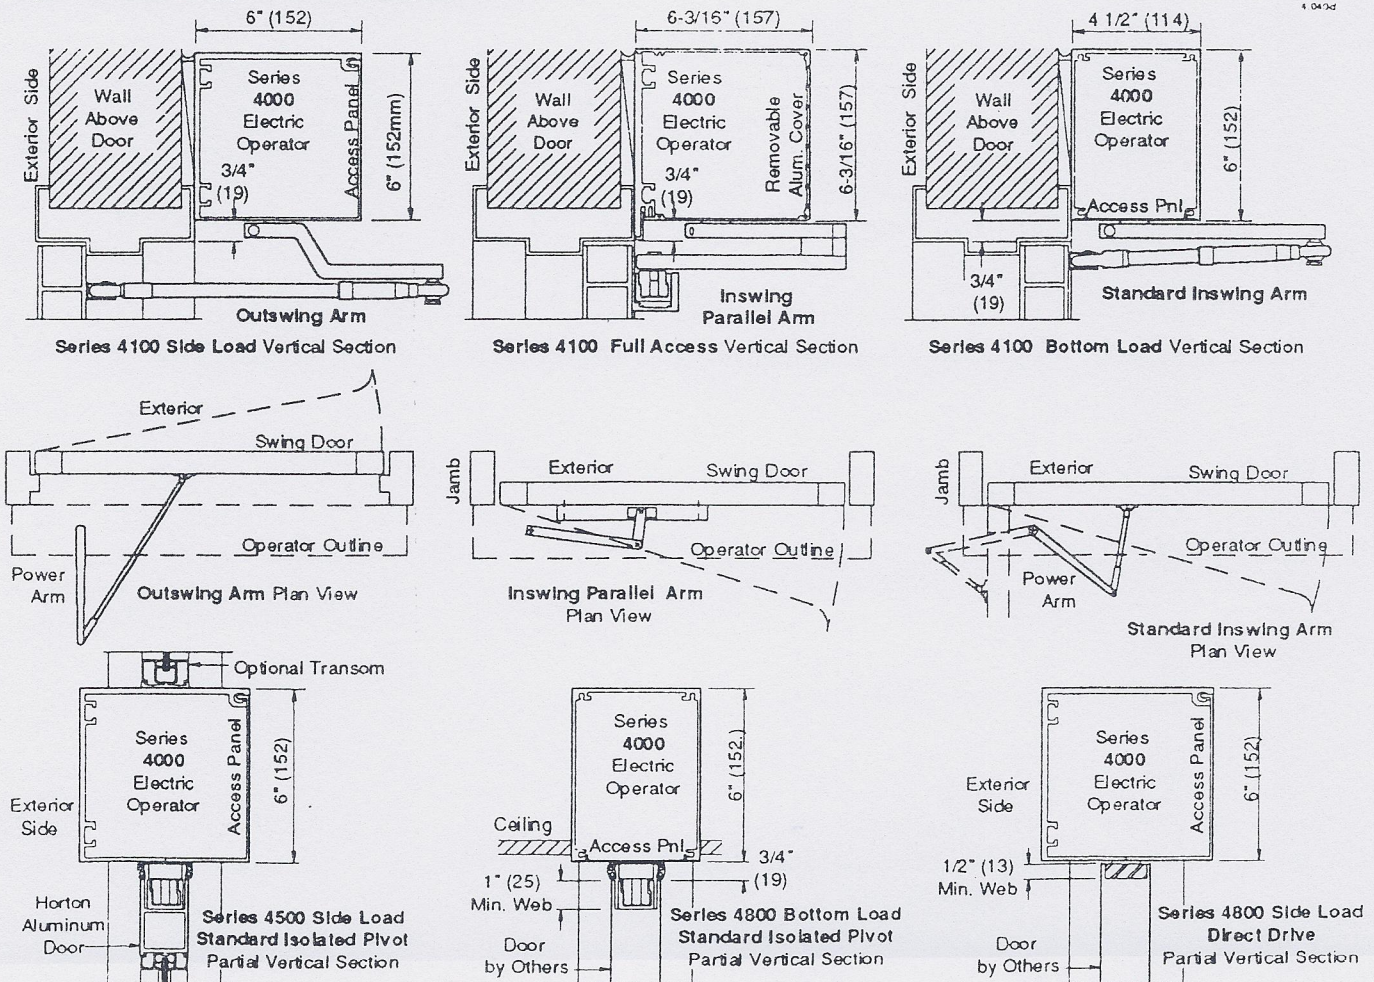 6" (152)
Exterior Side
Wall
Above
Door
Series
4000
Electric
Operator
Access Panel
6" (152mm)
3/4"
(19)
Outswing Arm
Series 4100 Side Load Vertical Section
6-3/16" (157)
Exterior Side
Wall
Above
Door
Series
4000
Electric
Operator
Removable
Alum. Cover
6-3/16" (157)
3/4"
(19)
Inswing
Parallel Arm
Series 4100 Full Access Vertical Section
4 1/2" (114)
Exterior Side
Wall
Above
Door
Series
4000
Electric
Operator
6" (152)
Access Pnl
3/4"
(19)
Standard Inswing Arm
Series 4100 Bottom Load Vertical Section
Exterior
Swing Door
Operator Outline
Power
Arm
Outswing Arm Plan View
Jamb
Exterior
Swing Door
Operator Outline
Inswing Parallel Arm
Plan View
Jamb
Exterior
Swing Door
Operator Outline
Power
Arm
Standard Inswing Arm
Plan View
Optional Transom
Series
4000
Electric
Operator
Access Panel
6" (152)
Exterior
Side
Horton
Aluminum
Door
Series 4500 Side Load
Standard Isolated Pivot
Partial Vertical Section
Series
4000
Electric
Operator
6" (152.)
Ceiling
Access Pnl
3/4"
(19)
1" (25)
Min. Web
Door
by Others
Series 4800 Bottom Load
Standard Isolated Pivot
Partial Vertical Section
Series
4000
Electric
Operator
Access Panel
6" (152)
Exterior
Side
1/2" (13)
Min. Web
Door
by Others
Series 4800 Side Load
Direct Drive
Partial Vertical Section